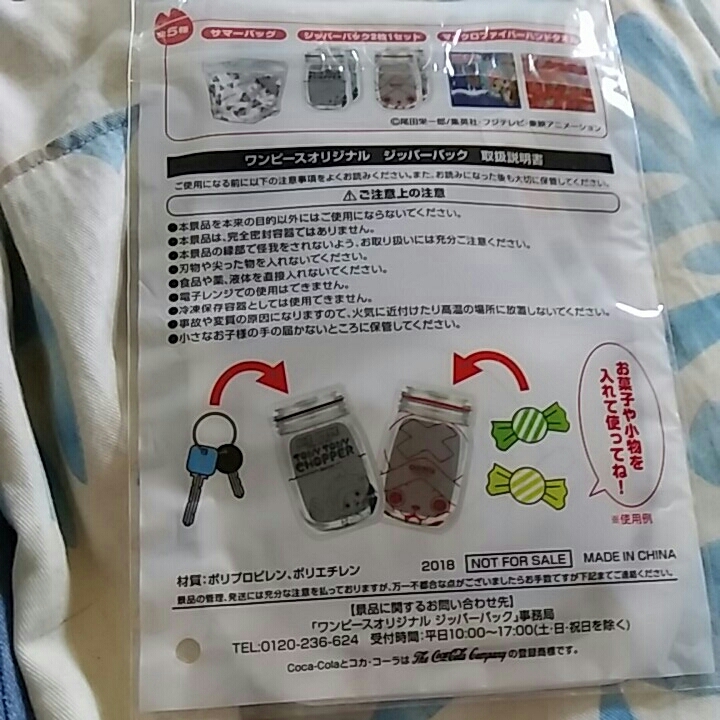 全5種
サマーバッグ
ジッパーバック2枚1セット
マイクロファイバーハンドタオル
©尾田栄一郎/集英社・フジテレビ・東映アニメーション
ワンピースオリジナル ジッパーバック 取扱説明書
ご使用になる前に以下の注意事項をよくお読みください。また、お読みになった後も大切に保管してください。
⚠ご注意上の注意
●本景品を本来の目的以外にはご使用にならないでください。
●本景品は、完全密封容器ではありません。
●本景品の縁部で怪我をされないよう、お取り扱いには充分ご注意ください。
●刃物や尖った物を入れないでください。
●食品や薬、液体を直接入れないでください。
●電子レンジでの使用はできません。
●冷凍保存容器としては使用できません。
●事故や変質の原因になりますので、火気に近付けたり高温の場所に放置しないでください。
●小さなお子様の手の届かないところに保管してください。
お菓子や小物を
入れて使ってね!
※使用例
TONY TONY
CHOPPER
材質:ポリプロピレン、ポリエチレン
2018 NOT FOR SALE MADE IN CHINA
景品の管理、発送には充分な注意を払っておりますが、万一不都合な点がございましたらお手数ですが下記までご連絡ください。
【景品に関するお問い合わせ先】
「ワンピースオリジナル ジッパーバック」事務局
TEL:0120-236-624 受付時間:平日10:00〜17:00(土・日・祝日を除く)
Coca-Colaとコカ・コーラは The Coca-Cola Company の登録商標です。